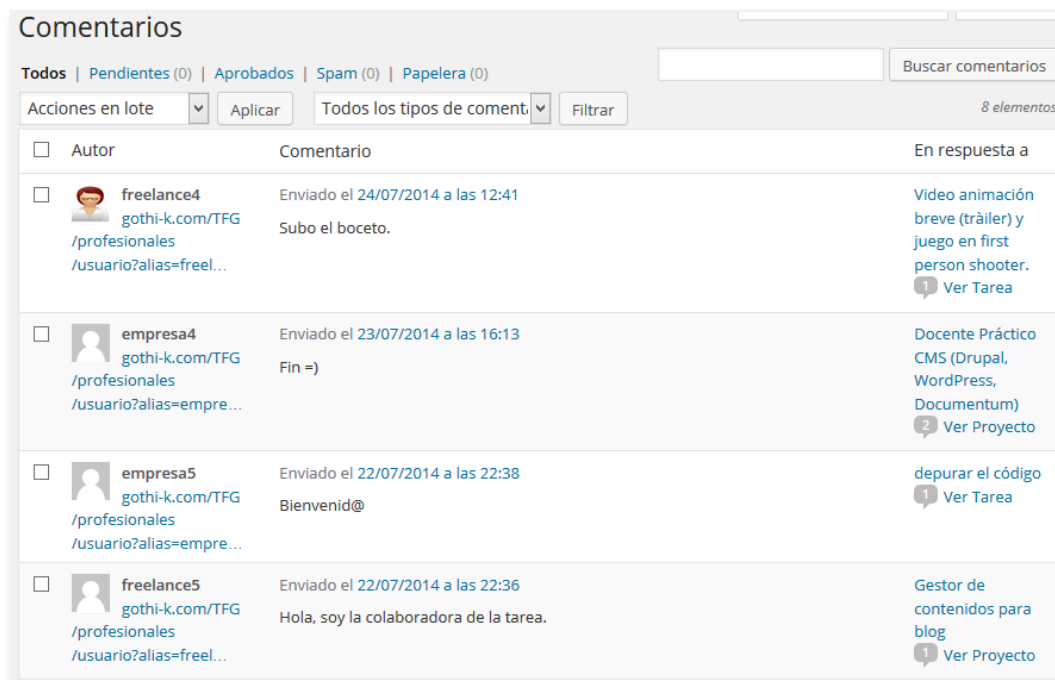 Comentarios
Todos | Pendientes (0) | Aprobados | Spam (0) | Papelera (0)
Buscar comentarios
Acciones en lote Aplicar Todos los tipos de coment Filtrar 8 elementos
Autor Comentario En respuesta a
freelance4
gothi-k.com/TFG
/profesionales
/usuario?alias=freel...
Enviado el 24/07/2014 a las 12:41
Subo el boceto.
Video animación
breve (tràiler) y
juego en first
person shooter.
1 Ver Tarea
empresa4
gothi-k.com/TFG
/profesionales
/usuario?alias=empre...
Enviado el 23/07/2014 a las 16:13
Fin =)
Docente Práctico
CMS (Drupal,
WordPress,
Documentum)
2 Ver Proyecto
empresa5
gothi-k.com/TFG
/profesionales
/usuario?alias=empre...
Enviado el 22/07/2014 a las 22:38
Bienvenid@
depurar el código
1 Ver Tarea
freelance5
gothi-k.com/TFG
/profesionales
/usuario?alias=freel...
Enviado el 22/07/2014 a las 22:36
Hola, soy la colaboradora de la tarea.
Gestor de
contenidos para
blog
1 Ver Proyecto